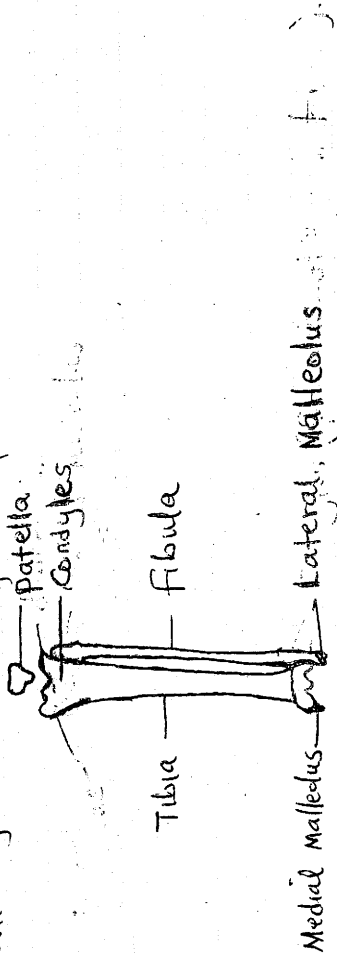 Patella
Condyles
Tibia
Fibula
Medial Malleolus
Lateral Malleolus